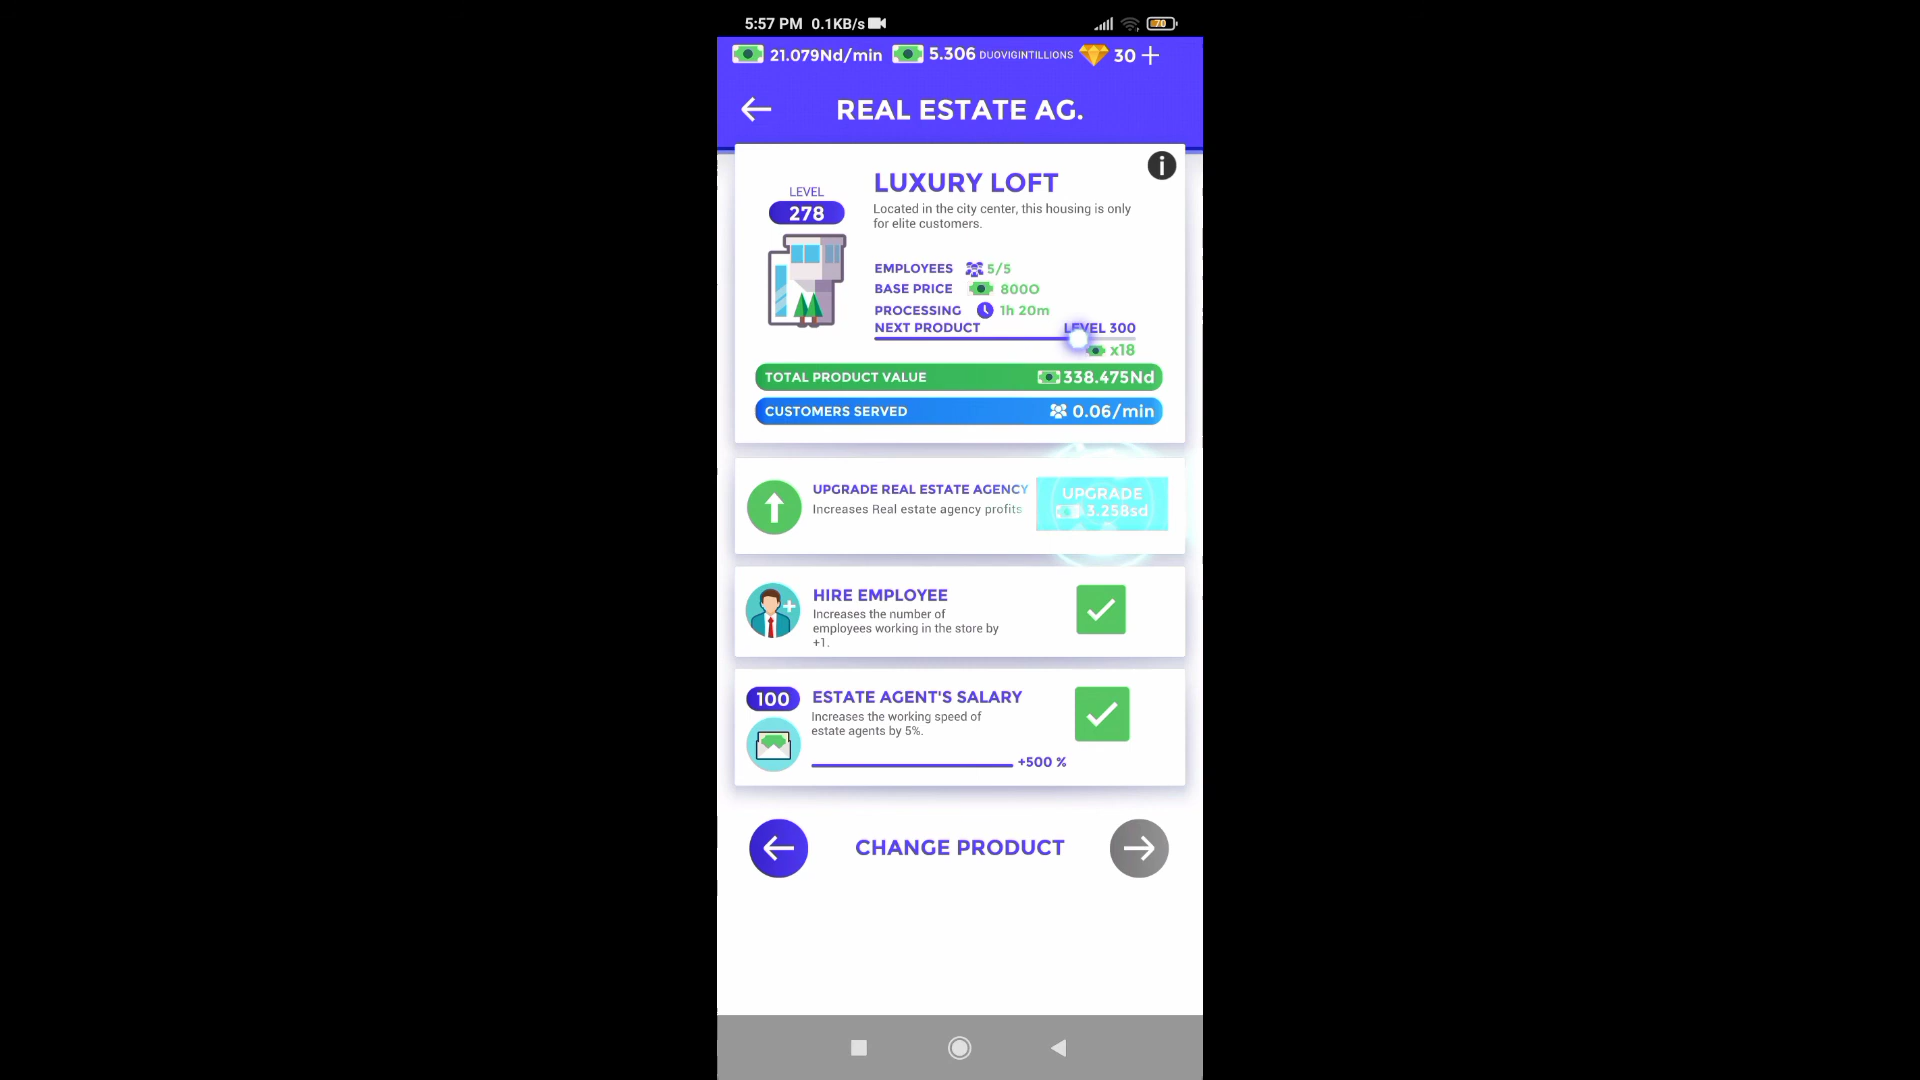 5:57 PM 0.1KB/s 70
21.079Nd/min 5.306 DUOVIGINTILLIONS 30
REAL ESTATE AG.
LUXURY LOFT
LEVEL
278
Located in the city center, this housing is only
for elite customers.
EMPLOYEES 5/5
BASE PRICE 800O
PROCESSING 1h 20m
NEXT PRODUCT LEVEL 300
x18
TOTAL PRODUCT VALUE 338.475Nd
CUSTOMERS SERVED 0.06/min
UPGRADE REAL ESTATE AGENCY
Increases Real estate agency profits
UPGRADE
3.258sd
HIRE EMPLOYEE
Increases the number of
employees working in the store by
+1.
100
ESTATE AGENT'S SALARY
Increases the working speed of
estate agents by 5%.
+500 %
CHANGE PRODUCT